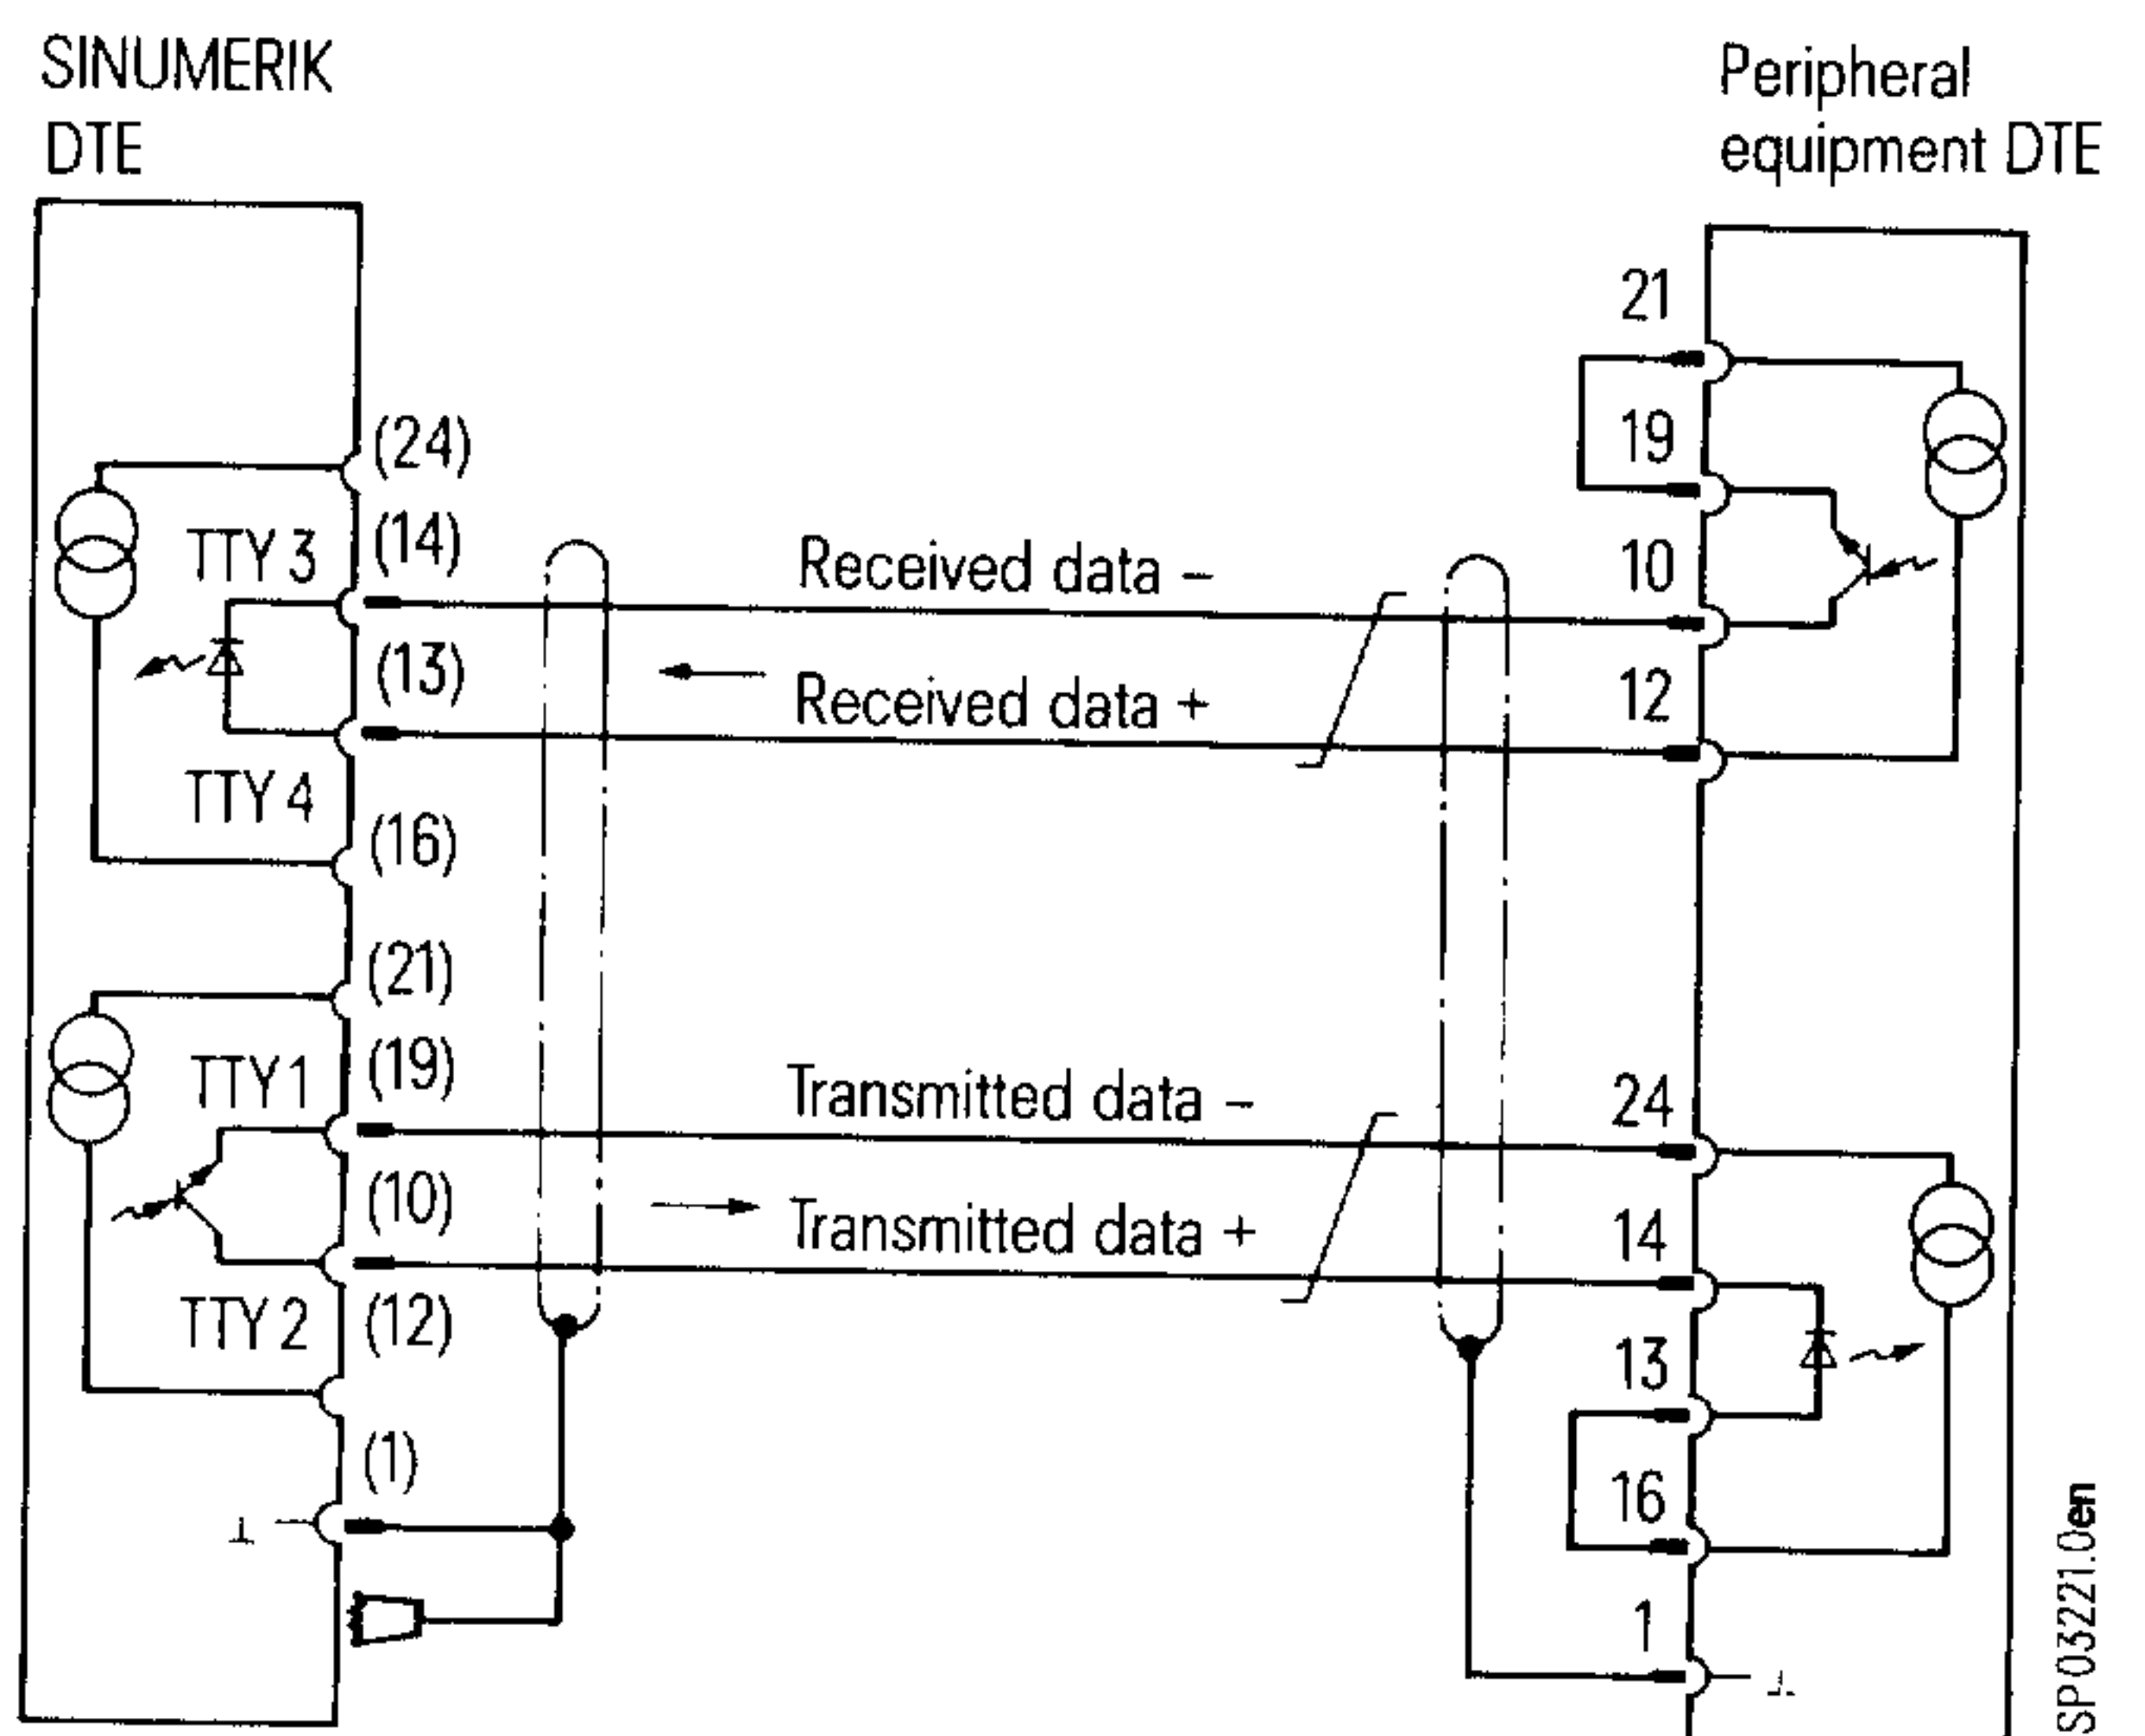 SINUMERIK
DTE
Peripheral
equipment DTE
21
(24)
19
TTY 3
(14)
Received data –
10
(13)
Received data +
12
TTY 4
(16)
(21)
TTY 1
(19)
Transmitted data –
24
(10)
Transmitted data +
14
TTY 2
(12)
13
(1)
16
1
SP03221.0en